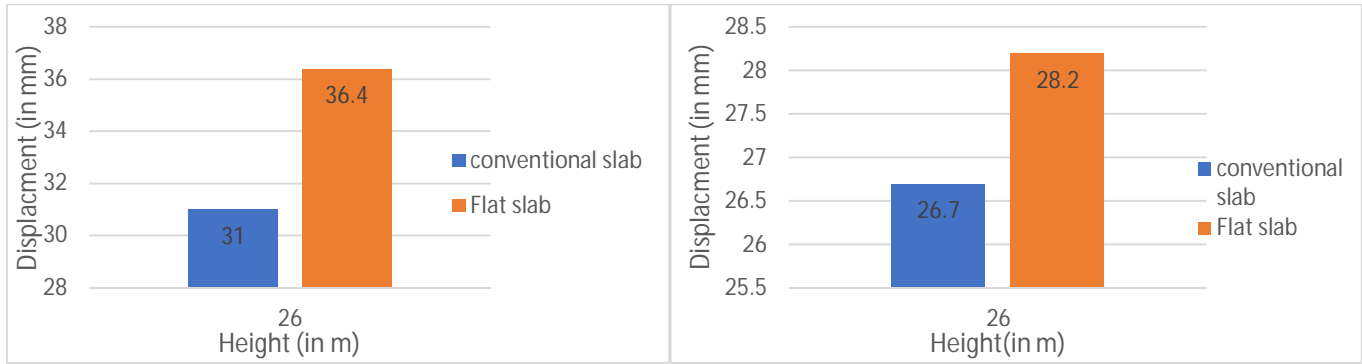 Displacment (in mm)
38
36
34
32
30
28
31
36.4
26
Height (in m)
conventional slab
Flat slab
Displacment (in mm)
28.5
28
27.5
27
26.5
26
25.5
26.7
28.2
26
Height(in m)
conventional
slab
Flat slab